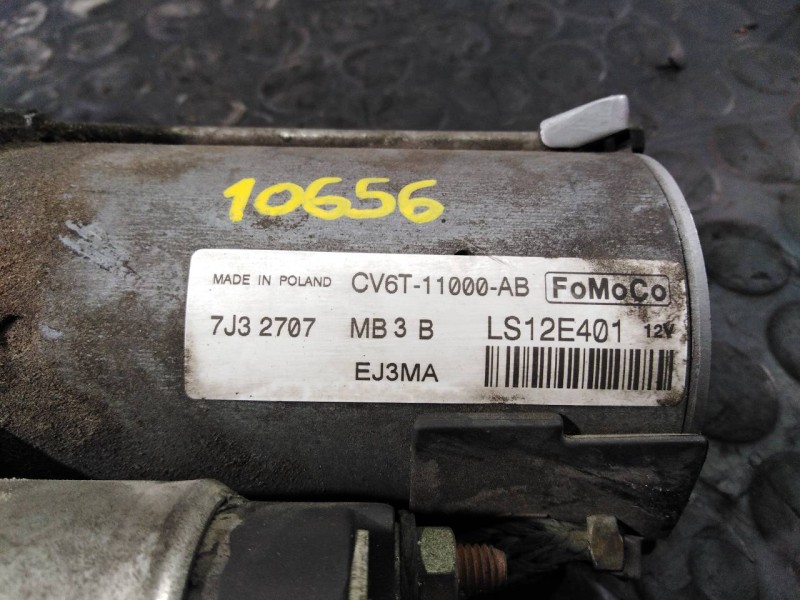 10656
MADE IN POLAND CV6T-11000-AB FoMoCo
7J3 2707 MB 3 B LS12E401 12V
EJ3MA